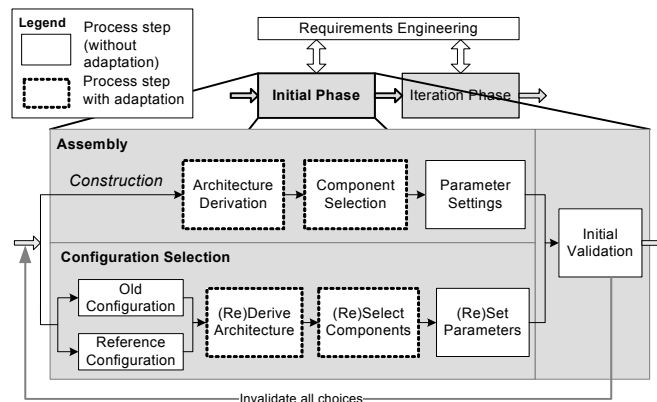 Legend
Process step
(without
adaptation)
Process step
with adaptation
Requirements Engineering
Initial Phase
Iteration Phase
Assembly
Construction
Architecture
Derivation
Component
Selection
Parameter
Settings
Initial
Validation
Configuration Selection
Old
Configuration
Reference
Configuration
(Re)Derive
Architecture
(Re)Select
Components
(Re)Set
Parameters
Invalidate all choices